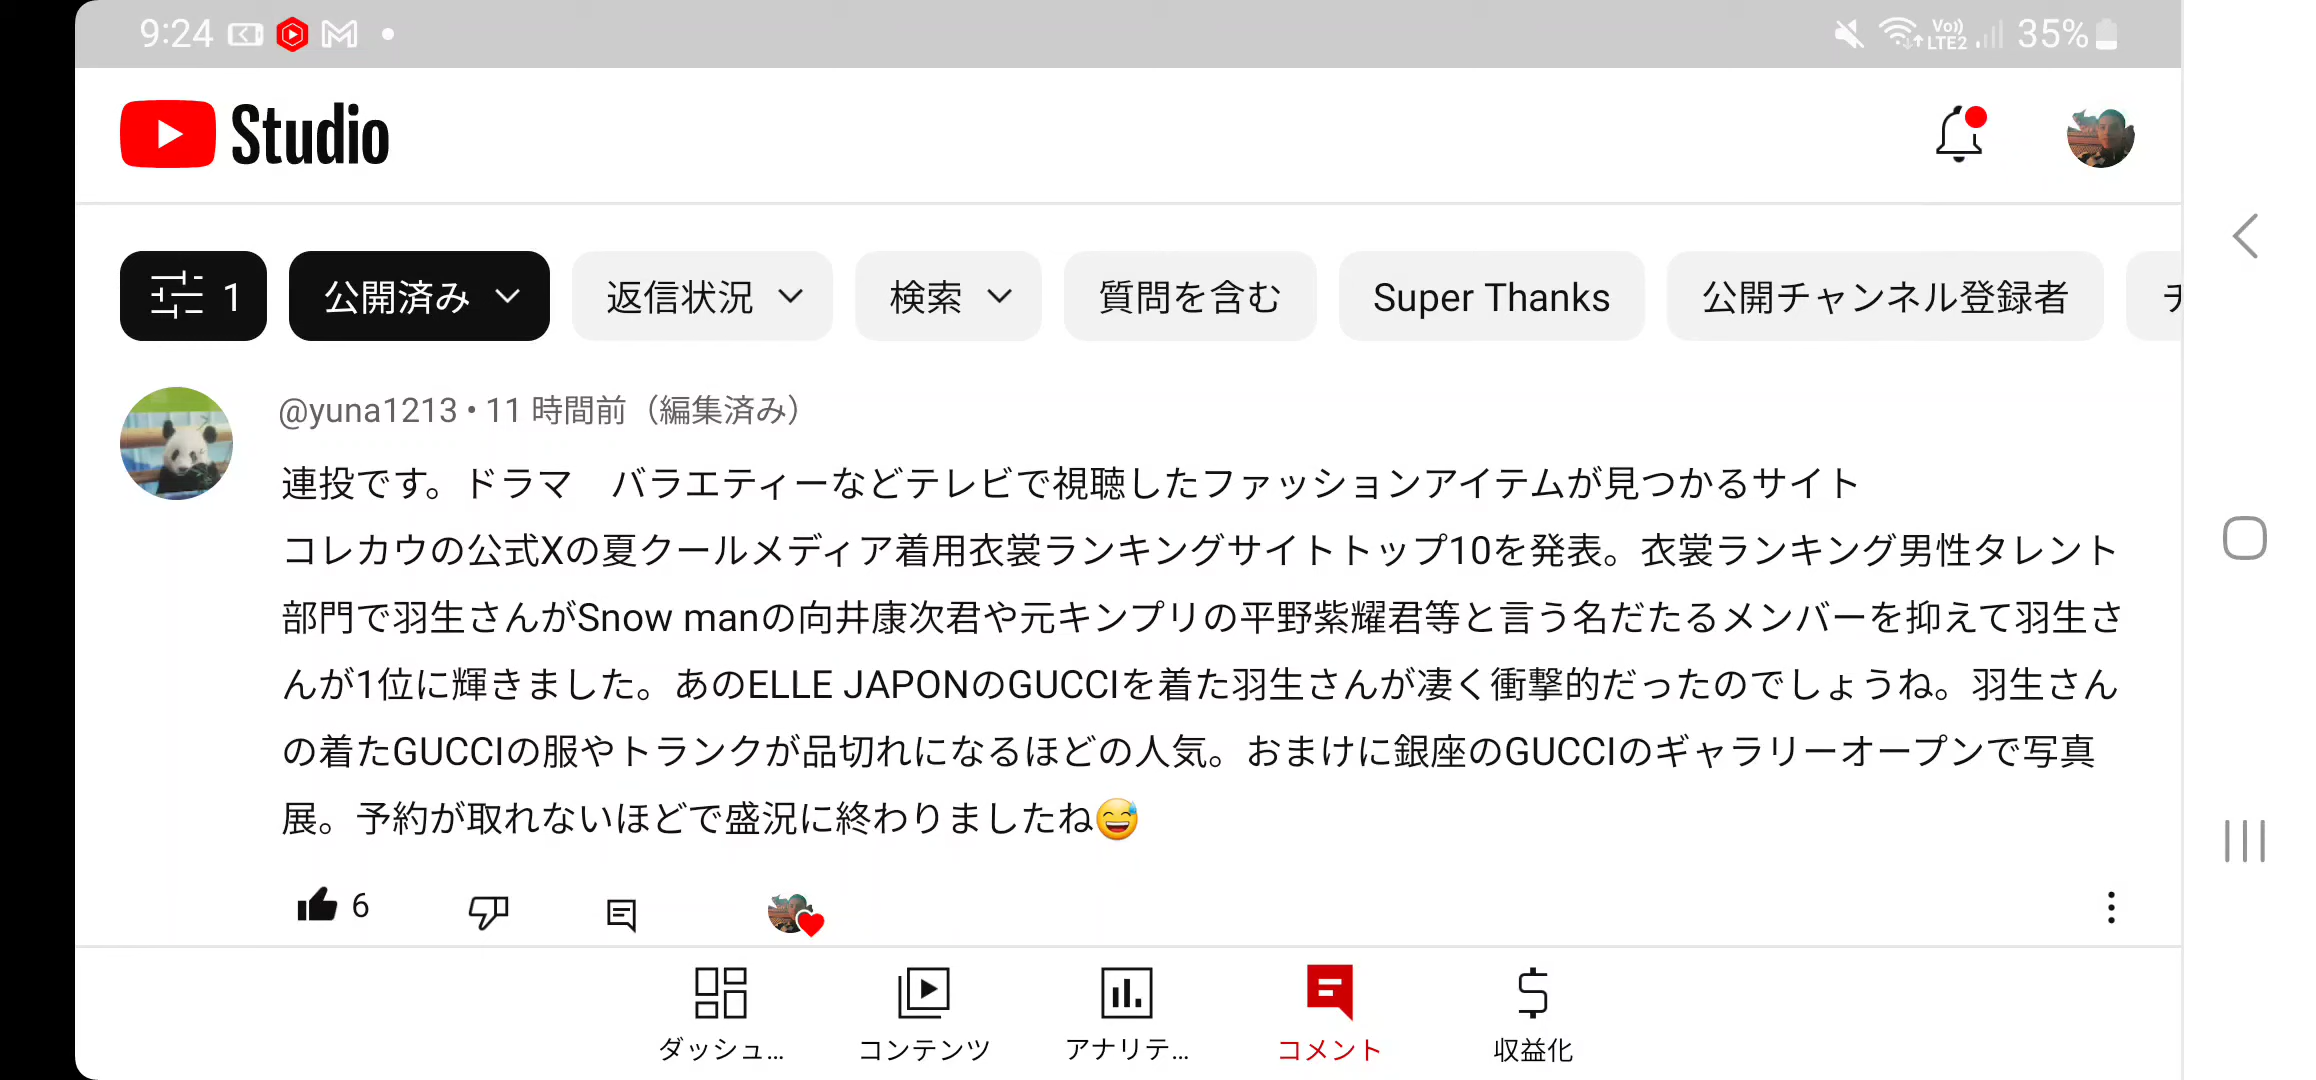 9:24
Vo)) LTE2 35%
Studio
1 公開済み 返信状況 検索 質問を含む Super Thanks 公開チャンネル登録者
@yuna1213 • 11 時間前（編集済み）
連投です。ドラマ　バラエティーなどテレビで視聴したファッションアイテムが見つかるサイト
コレカウの公式Xの夏クールメディア着用衣裳ランキングサイトトップ10を発表。衣裳ランキング男性タレント
部門で羽生さんがSnow manの向井康次君や元キンプリの平野紫耀君等と言う名だたるメンバーを抑えて羽生さ
んが1位に輝きました。あのELLE JAPONのGUCCIを着た羽生さんが凄く衝撃的だったのでしょうね。羽生さん
の着たGUCCIの服やトランクが品切れになるほどの人気。おまけに銀座のGUCCIのギャラリーオープンで写真
展。予約が取れないほどで盛況に終わりましたね😅
6
ダッシュ... コンテンツ アナリテ... コメント 収益化